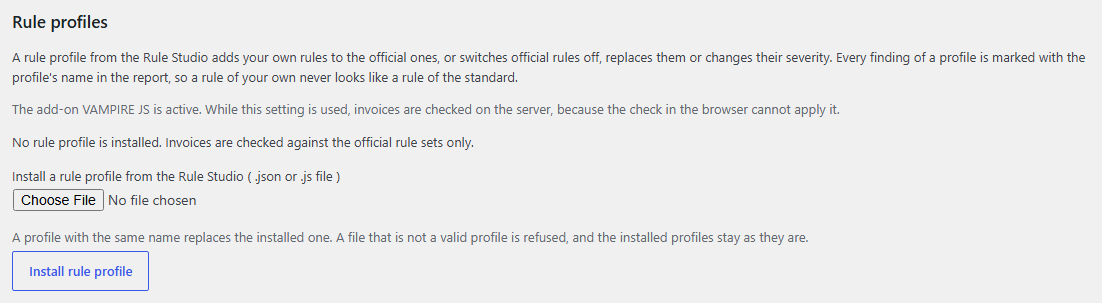 Rule profiles
A rule profile from the Rule Studio adds your own rules to the official ones, or switches official rules off, replaces them or changes their severity. Every finding of a profile is marked with the
profile's name in the report, so a rule of your own never looks like a rule of the standard.
The add-on VAMPIRE JS is active. While this setting is used, invoices are checked on the server, because the check in the browser cannot apply it.
No rule profile is installed. Invoices are checked against the official rule sets only.
Install a rule profile from the Rule Studio ( .json or .js file )
Choose File No file chosen
A profile with the same name replaces the installed one. A file that is not a valid profile is refused, and the installed profiles stay as they are.
Install rule profile